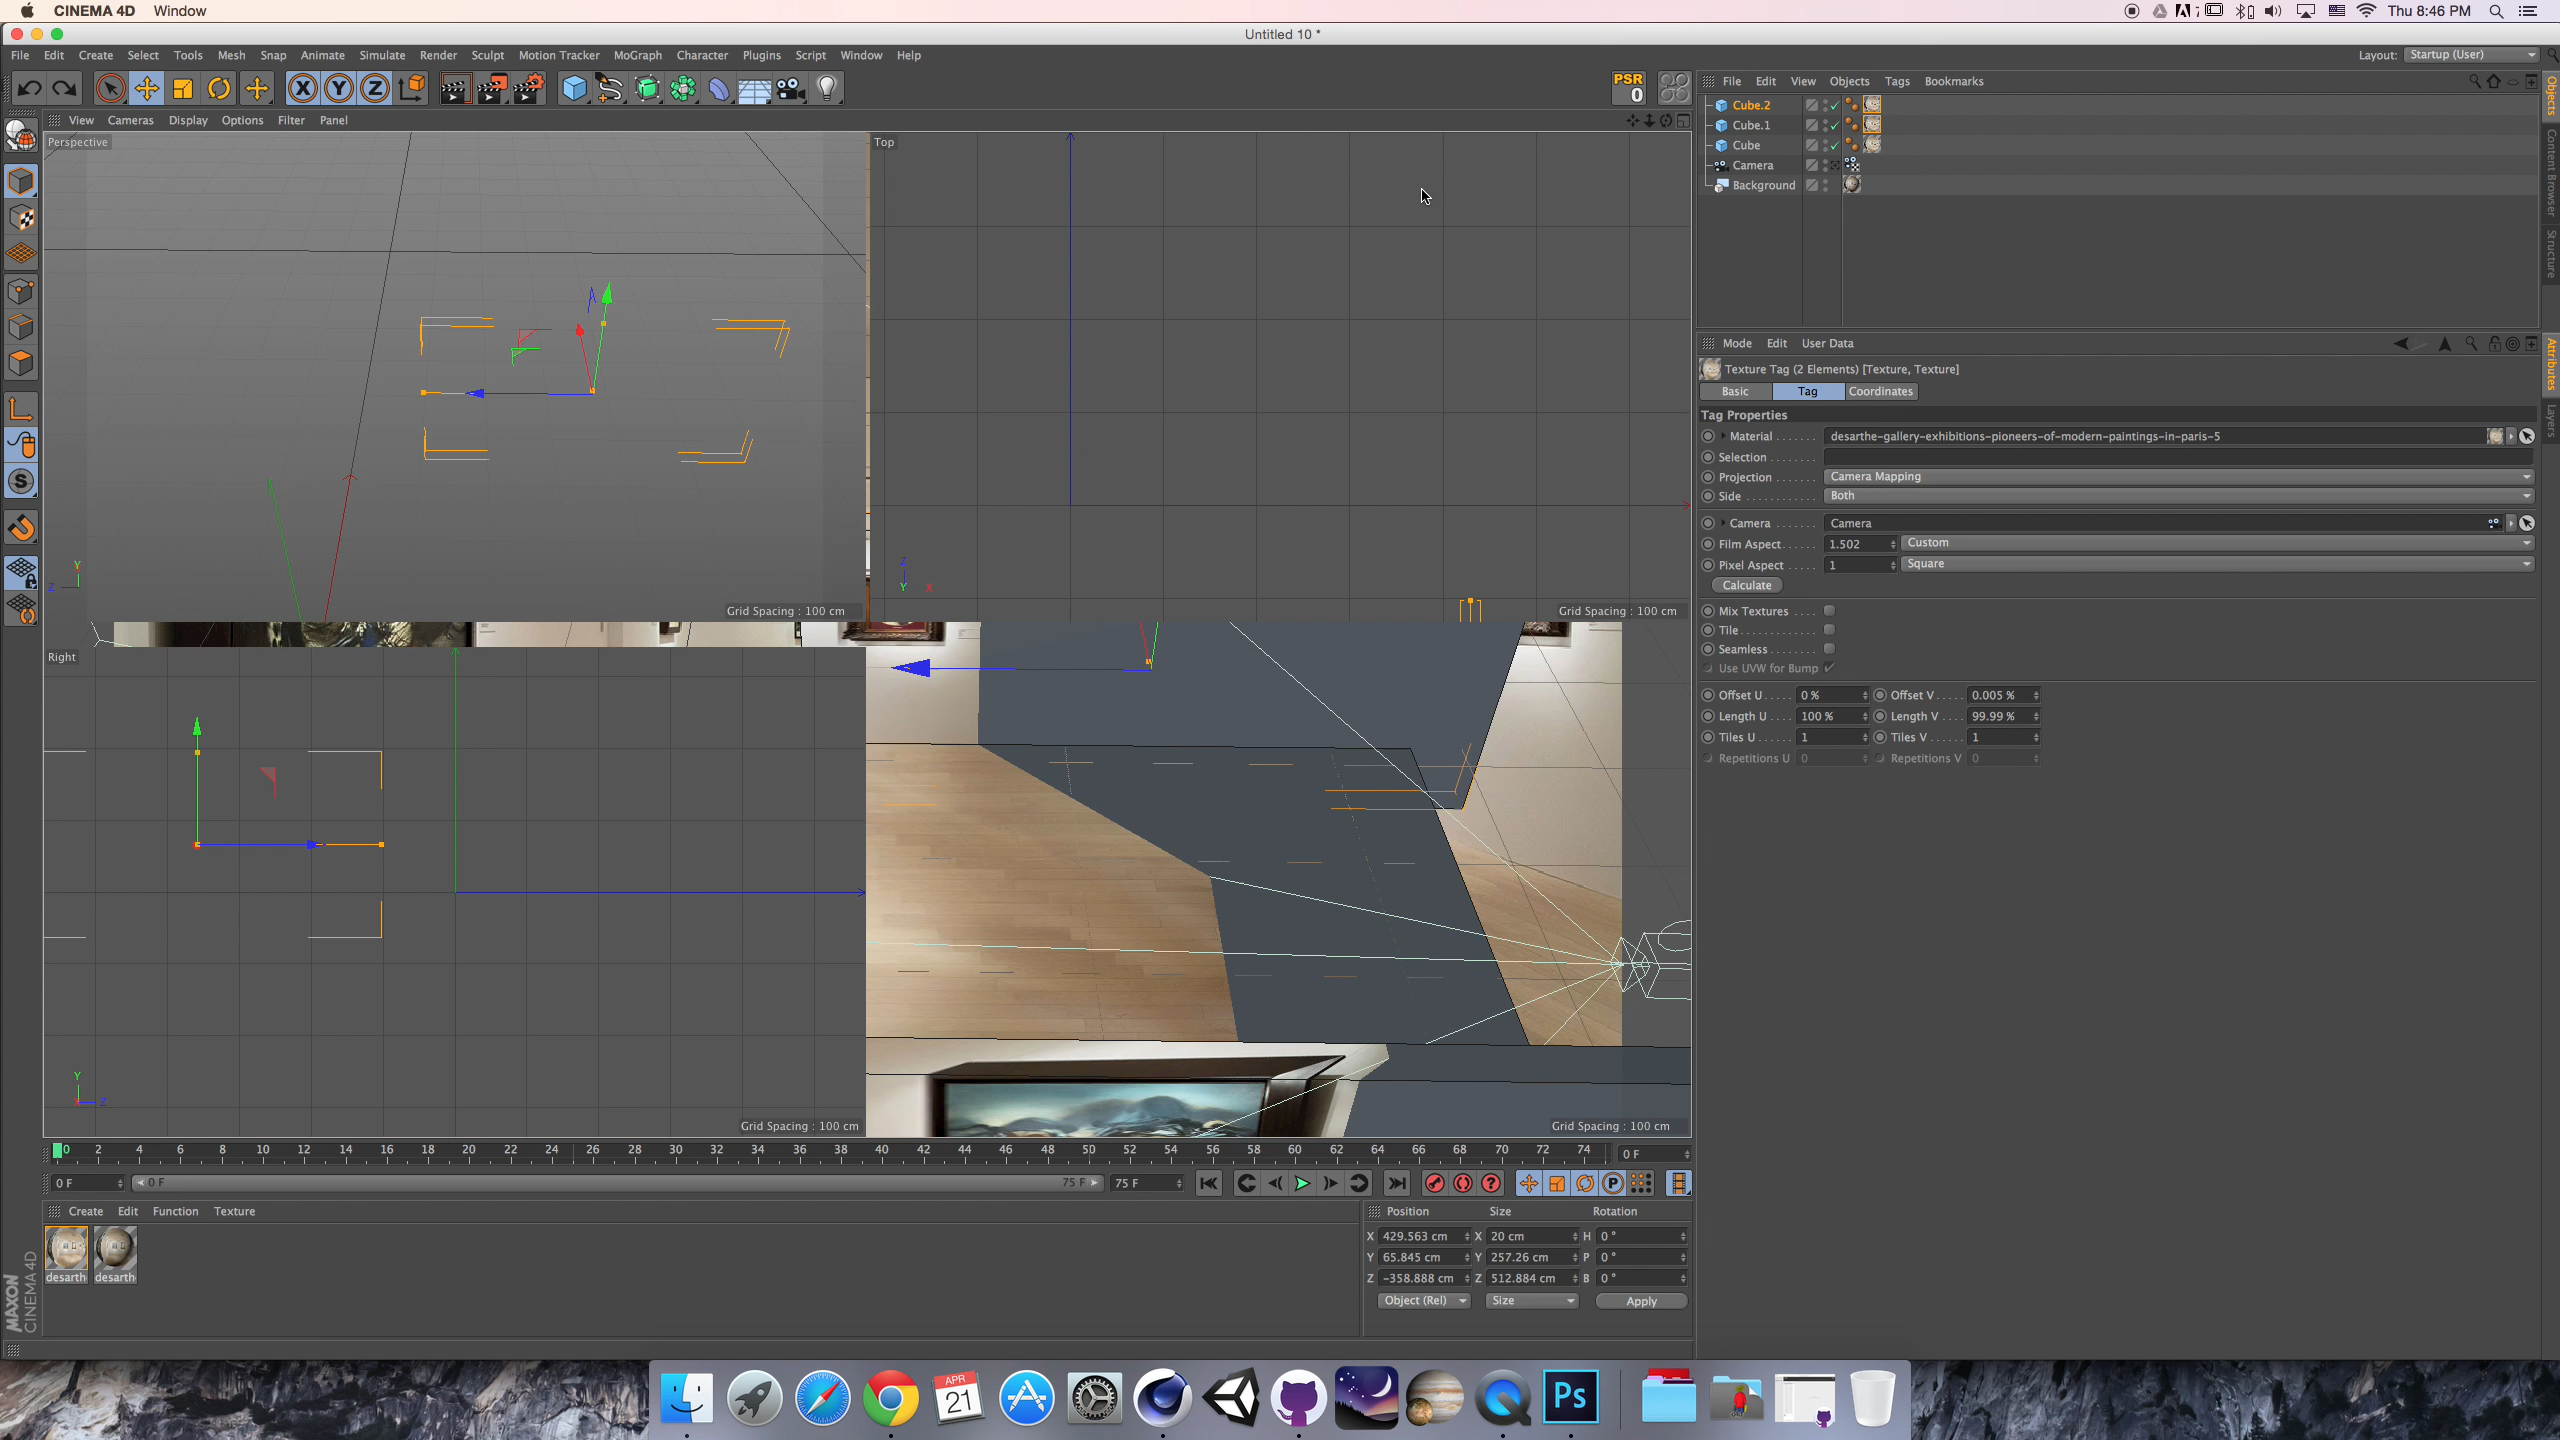 CINEMA 4D Window
Thu 8:46 PM
Untitled 10 *
File Edit Create Select Tools Mesh Snap Animate Simulate Render Sculpt Motion Tracker MoGraph Character Plugins Script Window Help
Layout: Startup (User)
X Y Z
PSR
0
File Edit View Objects Tags Bookmarks
View Cameras Display Options Filter Panel
Cube.2
Cube.1
Cube
Camera
Background
Objects
Content Browser
Structure
Perspective
Grid Spacing : 100 cm
Top
Grid Spacing : 100 cm
Right
Grid Spacing : 100 cm
Grid Spacing : 100 cm
Mode Edit User Data
Attributes
Layers
Texture Tag (2 Elements) [Texture, Texture]
Basic Tag Coordinates
Tag Properties
Material desarthe-gallery-exhibitions-pioneers-of-modern-paintings-in-paris-5
Selection
Projection Camera Mapping
Side Both
Camera Camera
Film Aspect 1.502 Custom
Pixel Aspect 1 Square
Calculate
Mix Textures
Tile
Seamless
Use UVW for Bump
Offset U 0 % Offset V 0.005 %
Length U 100 % Length V 99.99 %
Tiles U 1 Tiles V 1
Repetitions U 0 Repetitions V 0
0 2 4 6 8 10 12 14 16 18 20 22 24 26 28 30 32 34 36 38 40 42 44 46 48 50 52 54 56 58 60 62 64 66 68 70 72 74 0 F
0 F 0 F 75 F 75 F
Create Edit Function Texture
desarth desarth
Position Size Rotation
X 429.563 cm X 20 cm H 0 °
Y 65.845 cm Y 257.26 cm P 0 °
Z -358.888 cm Z 512.884 cm B 0 °
Object (Rel) Size Apply
MAXON
CINEMA 4D
APR
21
Ps